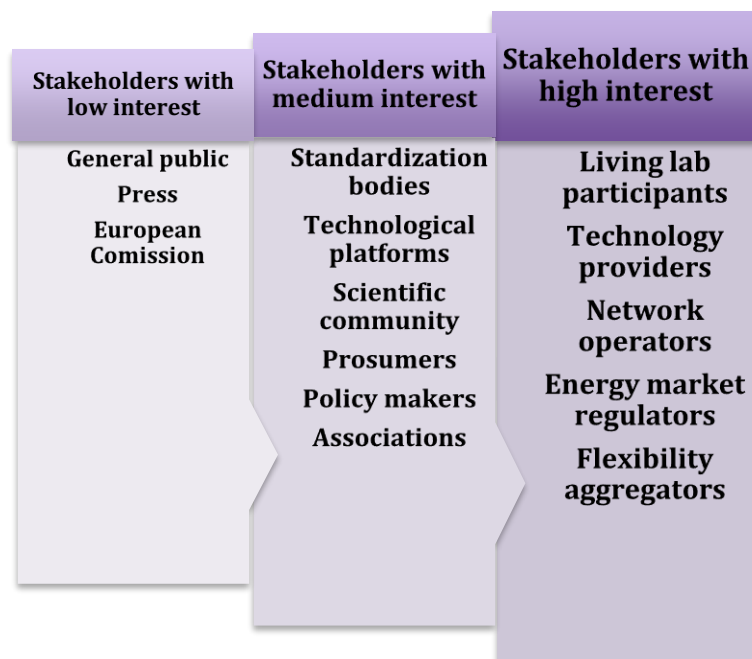 Stakeholders with
low interest
General public
Press
European
Comission
Stakeholders with
medium interest
Standardization
bodies
Technological
platforms
Scientific
community
Prosumers
Policy makers
Associations
Stakeholders with
high interest
Living lab
participants
Technology
providers
Network
operators
Energy market
regulators
Flexibility
aggregators